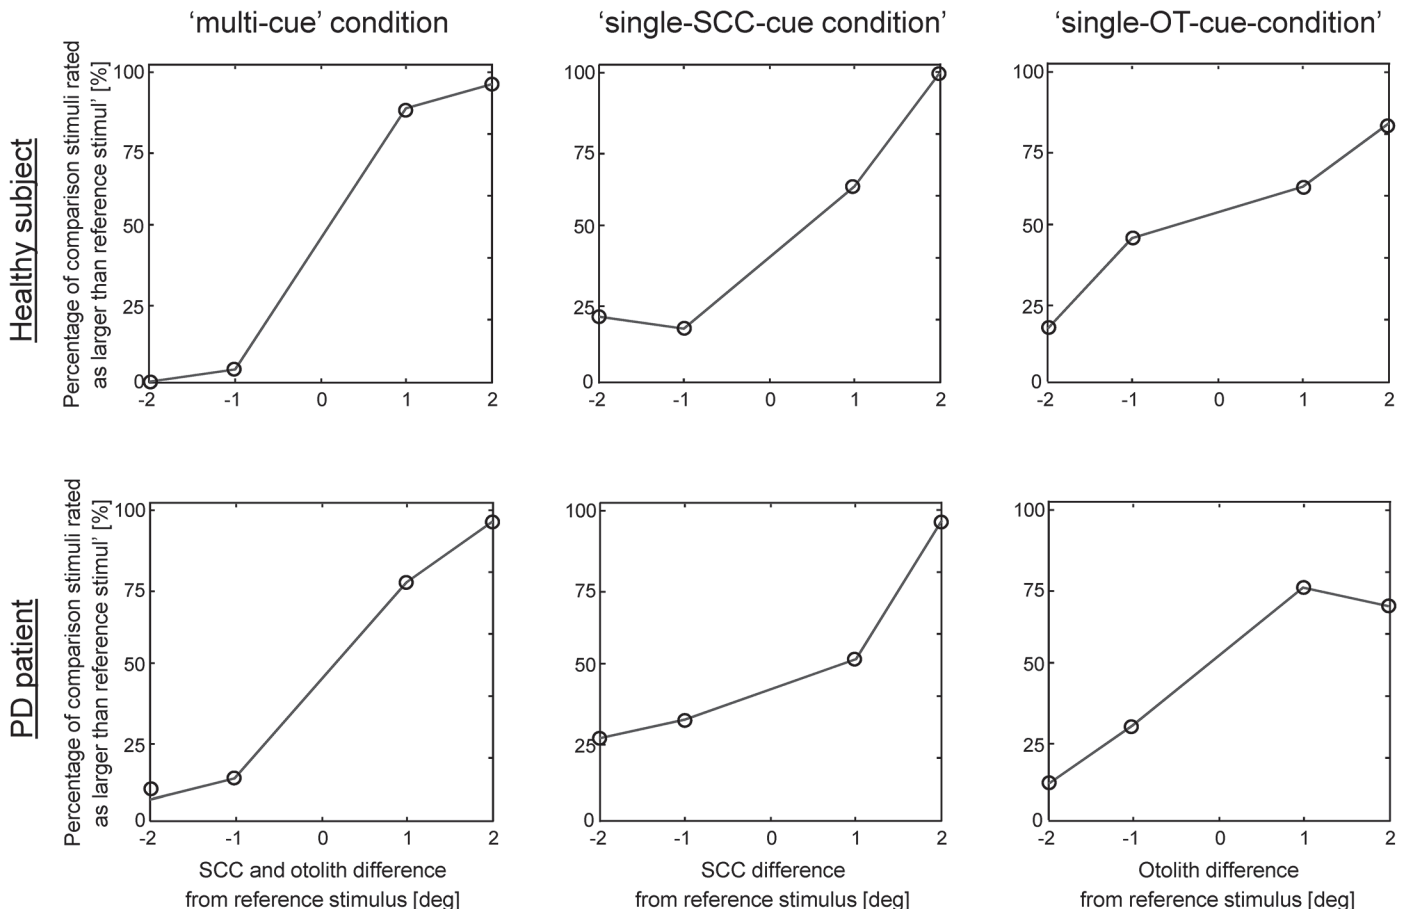 ‘multi-cue’ condition
‘single-SCC-cue condition’
‘single-OT-cue-condition’
Healthy subject
Percentage of comparison stimuli rated
as larger than reference stimul’ [%]
100
75
50
25
0
-2 -1 0 1 2
100
75
50
25
0
-2 -1 0 1 2
100
75
50
25
0
-2 -1 0 1 2
PD patient
Percentage of comparison stimuli rated
as larger than reference stimul’ [%]
100
75
50
25
0
-2 -1 0 1 2
SCC and otolith difference
from reference stimulus [deg]
100
75
50
25
0
-2 -1 0 1 2
SCC difference
from reference stimulus [deg]
100
75
50
25
0
-2 -1 0 1 2
Otolith difference
from reference stimulus [deg]